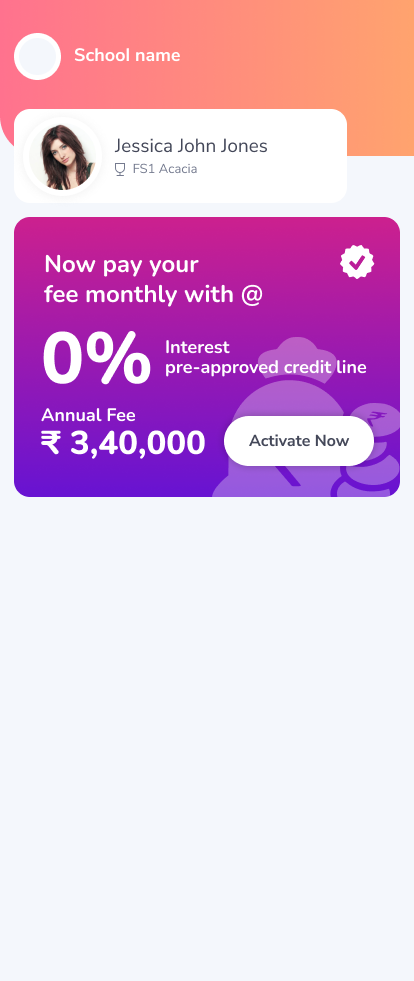 School name
Jessica John Jones
FS1 Acacia
Now pay your
fee monthly with @
0%
Interest
pre-approved credit line
Annual Fee
₹ 3,40,000
Activate Now
₹